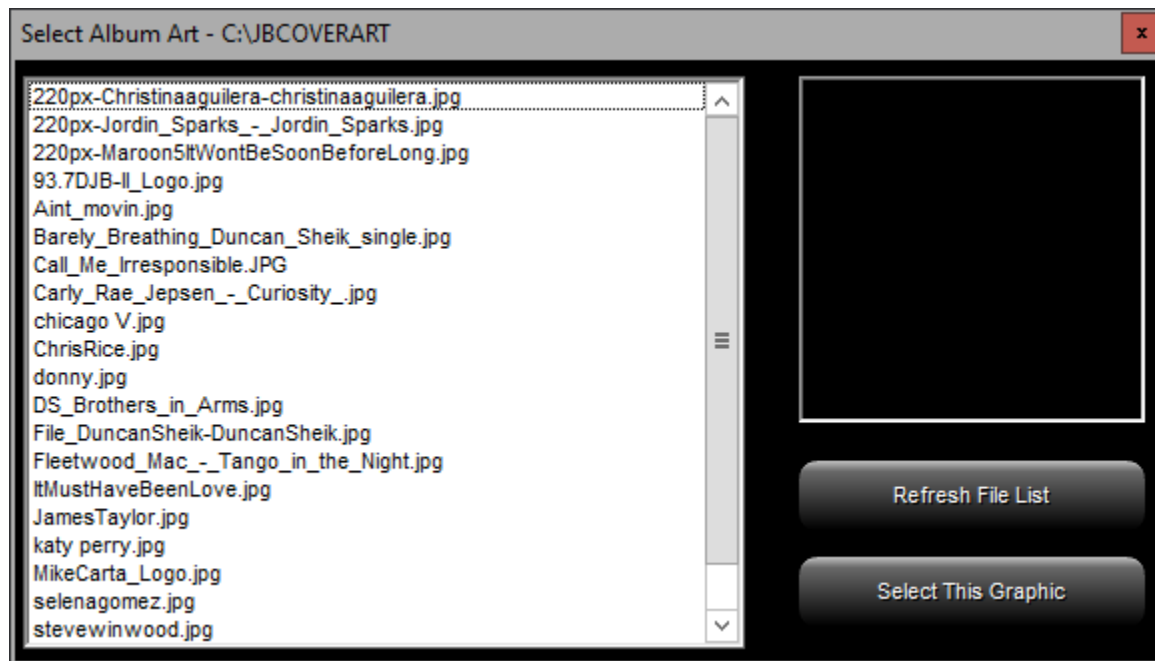 Select Album Art - C:\JBCOVERART
x
220px-Christinaaguilera-christinaaguilera.jpg
220px-Jordin_Sparks_-_Jordin_Sparks.jpg
220px-Maroon5ItWontBeSoonBeforeLong.jpg
93.7DJB-II_Logo.jpg
Aint_movin.jpg
Barely_Breathing_Duncan_Sheik_single.jpg
Call_Me_Irresponsible.JPG
Carly_Rae_Jepsen_-_Curiosity_.jpg
chicago V.jpg
ChrisRice.jpg
donny.jpg
DS_Brothers_in_Arms.jpg
File_DuncanSheik-DuncanSheik.jpg
Fleetwood_Mac_-_Tango_in_the_Night.jpg
ItMustHaveBeenLove.jpg
JamesTaylor.jpg
katy perry.jpg
MikeCarta_Logo.jpg
selenagomez.jpg
stevewinwood.jpg
Refresh File List
Select This Graphic